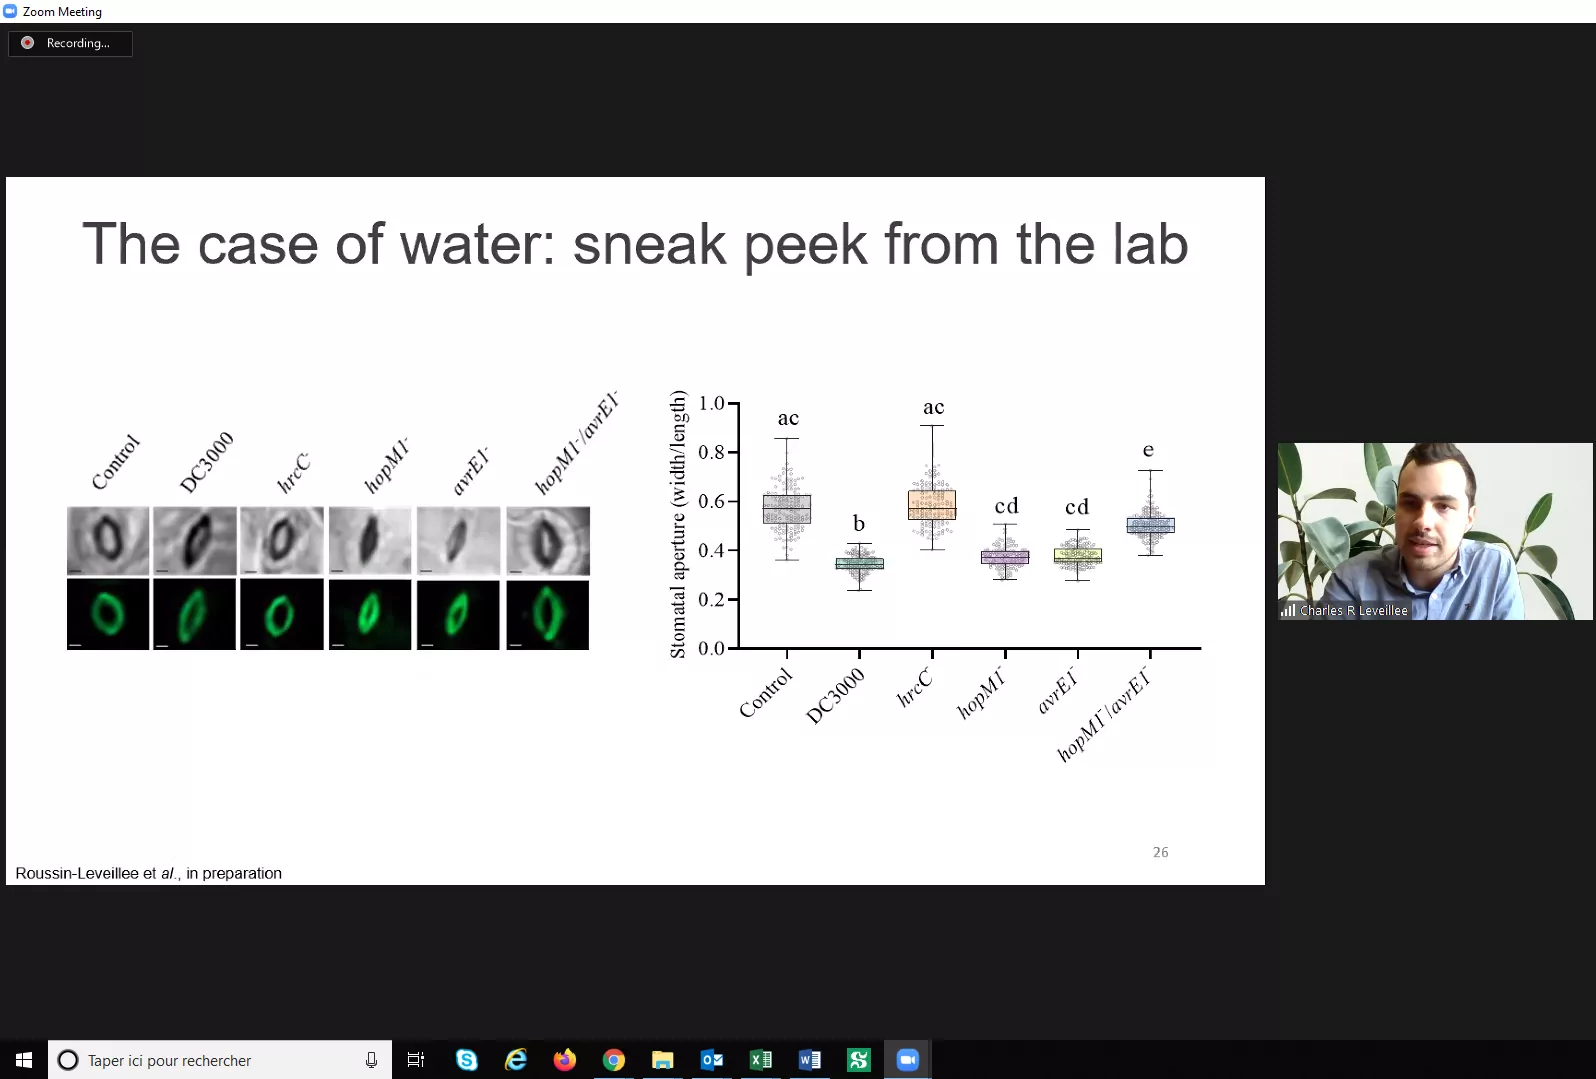 Zoom Meeting
Recording...
The case of water: sneak peek from the lab
Control
DC3000
hrcC-
hopM1-
avrE1-
hopM1-/avrE1-
Stomatal aperture (width/length)
1.0
0.8
0.6
0.4
0.2
0.0
ac
b
ac
cd
cd
e
Control
DC3000
hrcC-
hopM1-
avrE1-
hopM1-/avrE1-
Charles R Leveillee
26
Roussin-Leveillee et al., in preparation
Taper ici pour rechercher